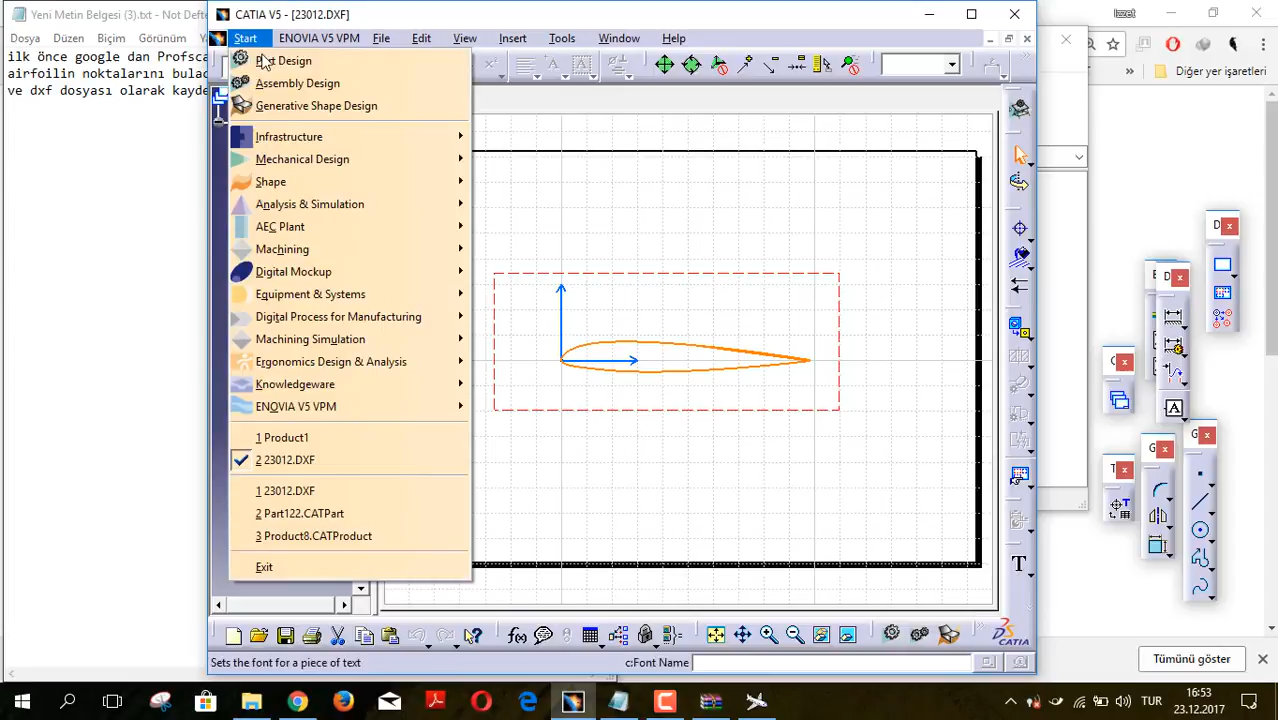 Yeni Metin Belgesi (3).txt - Not Defte
CATIA V5 - [23012.DXF]
Izzet
Dosya Düzen Biçim Görünüm
Start ENOVIA V5 VPM File Edit View Insert Tools Window Help
ilk önce google dan Profsca
airfoilin noktalarını bulac
ve dxf dosyası olarak kayde
Diğer yer işaretleri
Part Design
Assembly Design
Generative Shape Design
Infrastructure
Mechanical Design
Shape
Analysis & Simulation
AEC Plant
Machining
Digital Mockup
Equipment & Systems
Digital Process for Manufacturing
Machining Simulation
Ergonomics Design & Analysis
Knowledgeware
ENOVIA V5 VPM
1 Product1
2 23012.DXF
1 23012.DXF
2 Part122.CATPart
3 Product8.CATProduct
Exit
D
D
G
G
T
T
A
f(x)
CATIA
Sets the font for a piece of text
c:Font Name
Tümünü göster
TUR
16:53
23.12.2017